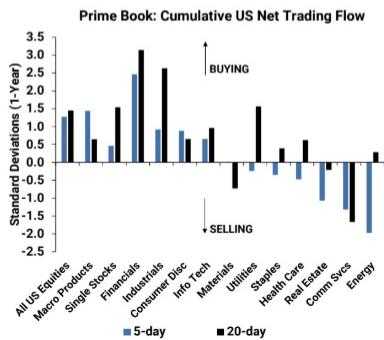 Prime Book: Cumulative US Net Trading Flow
Standard Deviations (1-Year)
3.5
3.0
2.5
2.0
1.5
1.0
0.5
0.0
-0.5
-1.0
-1.5
-2.0
-2.5
BUYING
SELLING
All US Equities
Macro Products
Single Stocks
Financials
Industrials
Consumer Disc
Info Tech
Materials
Utilities
Staples
Health Care
Real Estate
Comm Svcs
Energy
5-day
20-day